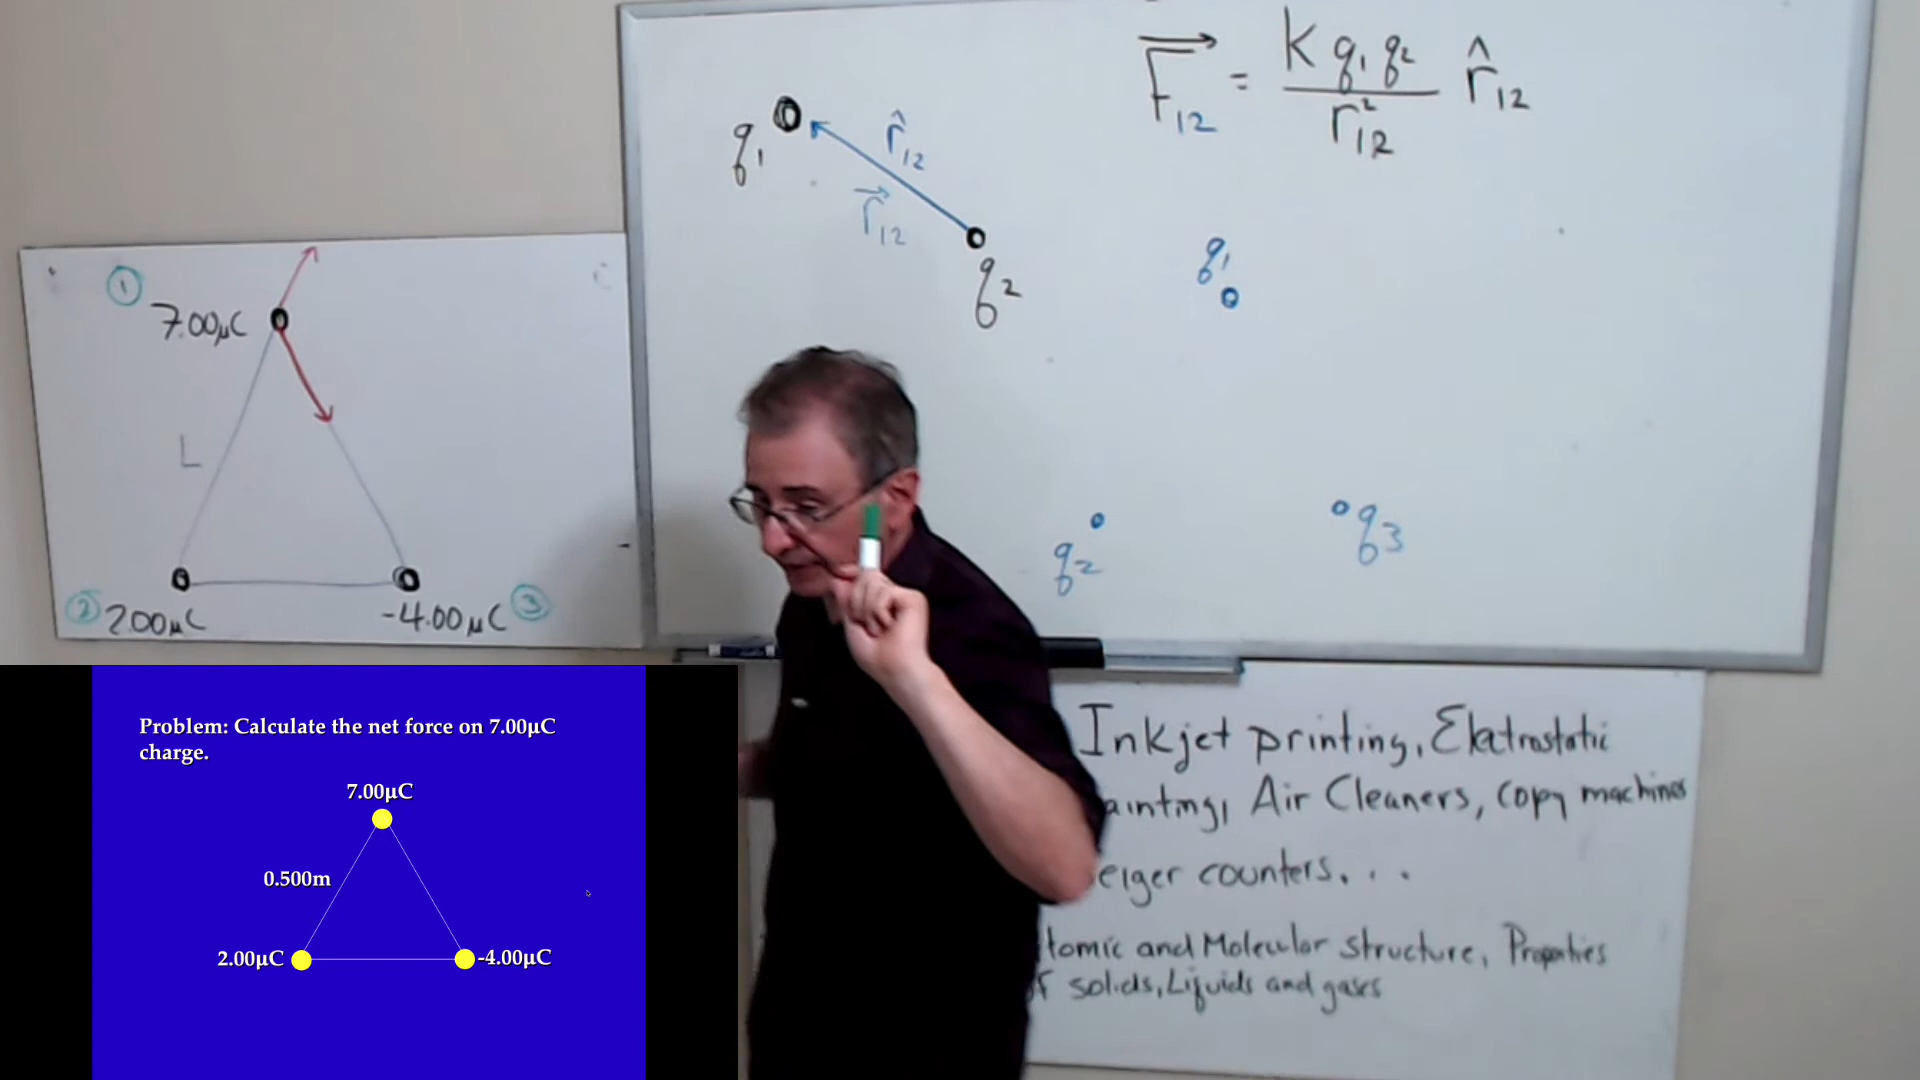 F₁₂ = k q₁ q₂ / r₁₂² r̂₁₂
q₁
r̂₁₂
r₁₂
q₂
q₁
q₂
q₃
①
7.00μC
L
② 2.00μC
-4.00μC ③
Problem: Calculate the net force on 7.00μC
charge.
7.00μC
0.500m
2.00μC
-4.00μC
Inkjet printing, Elatrostatic
ainting, Air Cleaners, copy machines
eiger counters. . .
tomic and Molecular structure, Properties
f solids, Liquids and gases